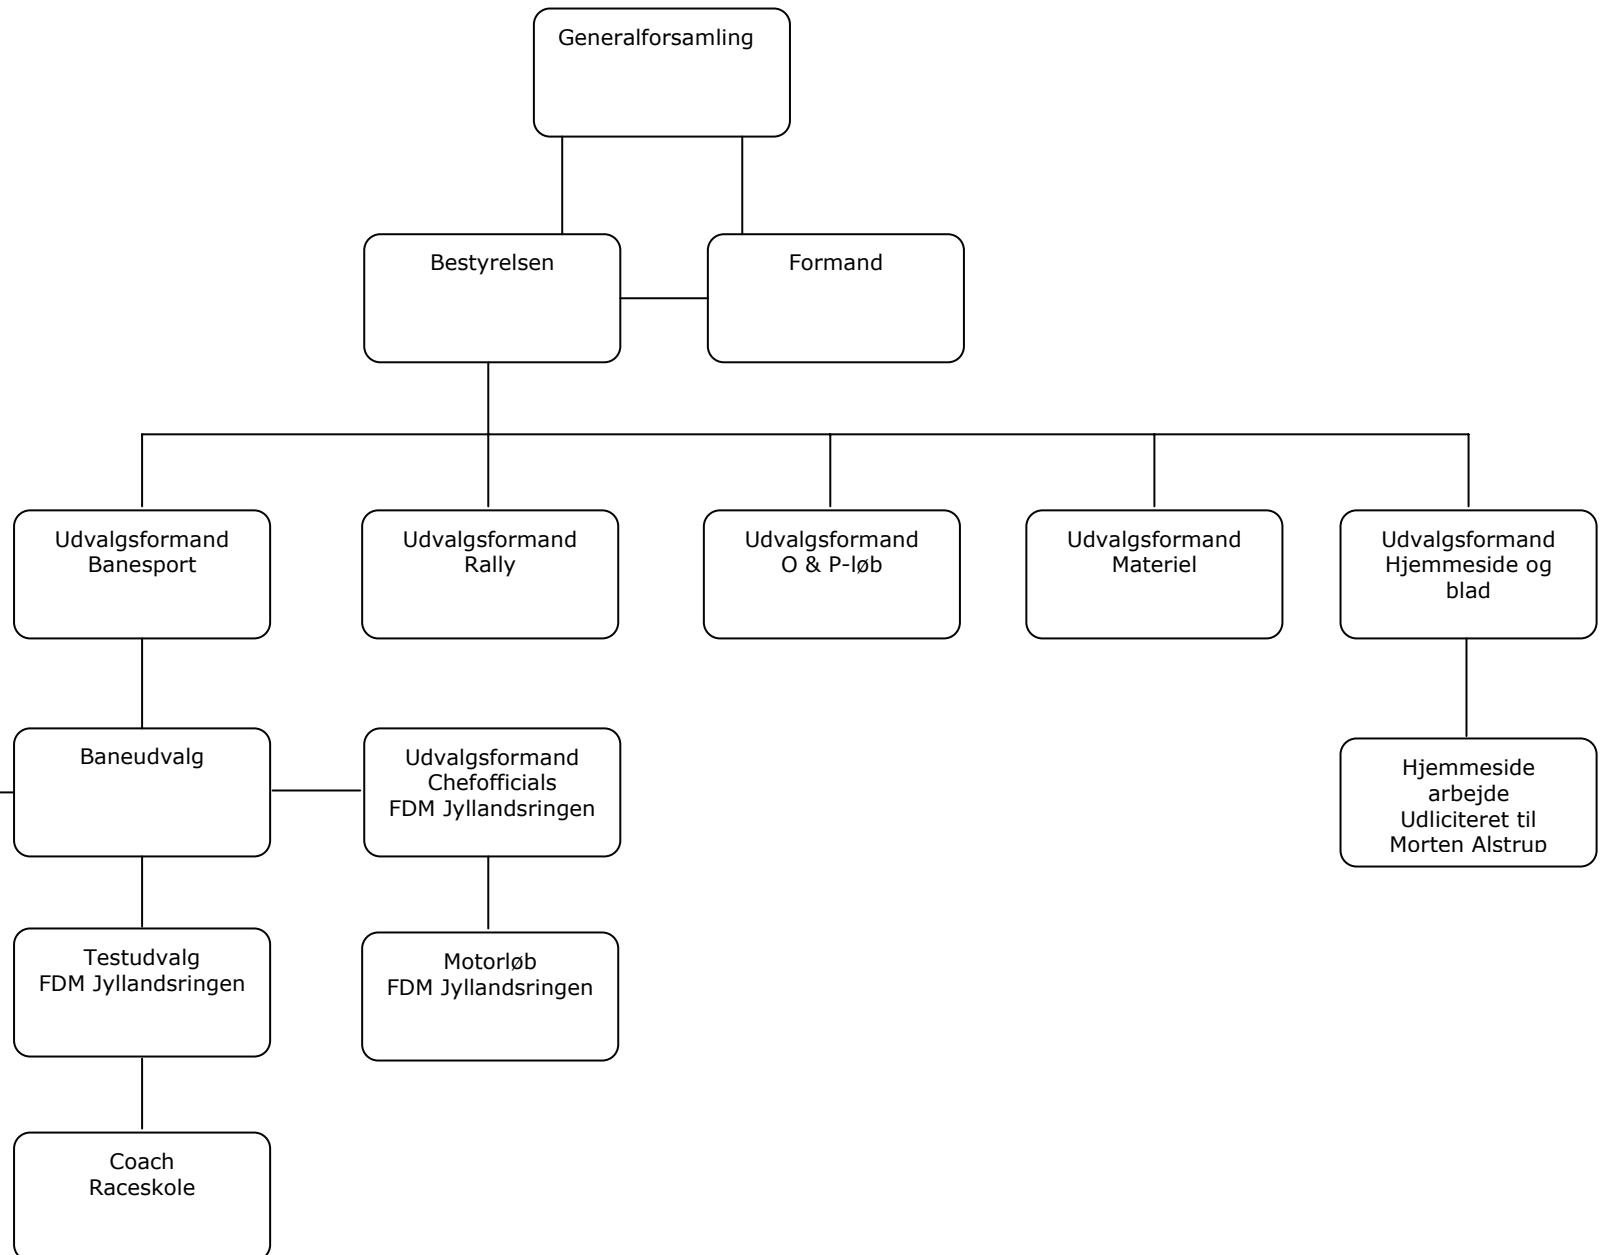 Generalforsamling
Bestyrelsen
Formand
Udvalgsformand
Banesport
Udvalgsformand
Rally
Udvalgsformand
O & P-løb
Udvalgsformand
Materiel
Udvalgsformand
Hjemmeside og
blad
Baneudvalg
Udvalgsformand
Chefofficials
FDM Jyllandsringen
Hjemmeside
arbejde
Udliciteret til
Morten Alstrup
Testudvalg
FDM Jyllandsringen
Motorløb
FDM Jyllandsringen
Coach
Raceskole